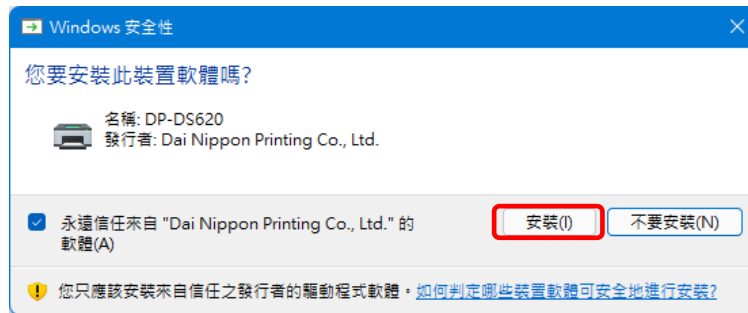 Windows 安全性
您要安裝此裝置軟體嗎?
名稱: DP-DS620
發行者: Dai Nippon Printing Co., Ltd.
永遠信任來自 "Dai Nippon Printing Co., Ltd." 的
軟體(A)
安裝(I)
不要安裝(N)
您只應該安裝來自信任之發行者的驅動程式軟體。如何判定哪些裝置軟體可安全地進行安裝?